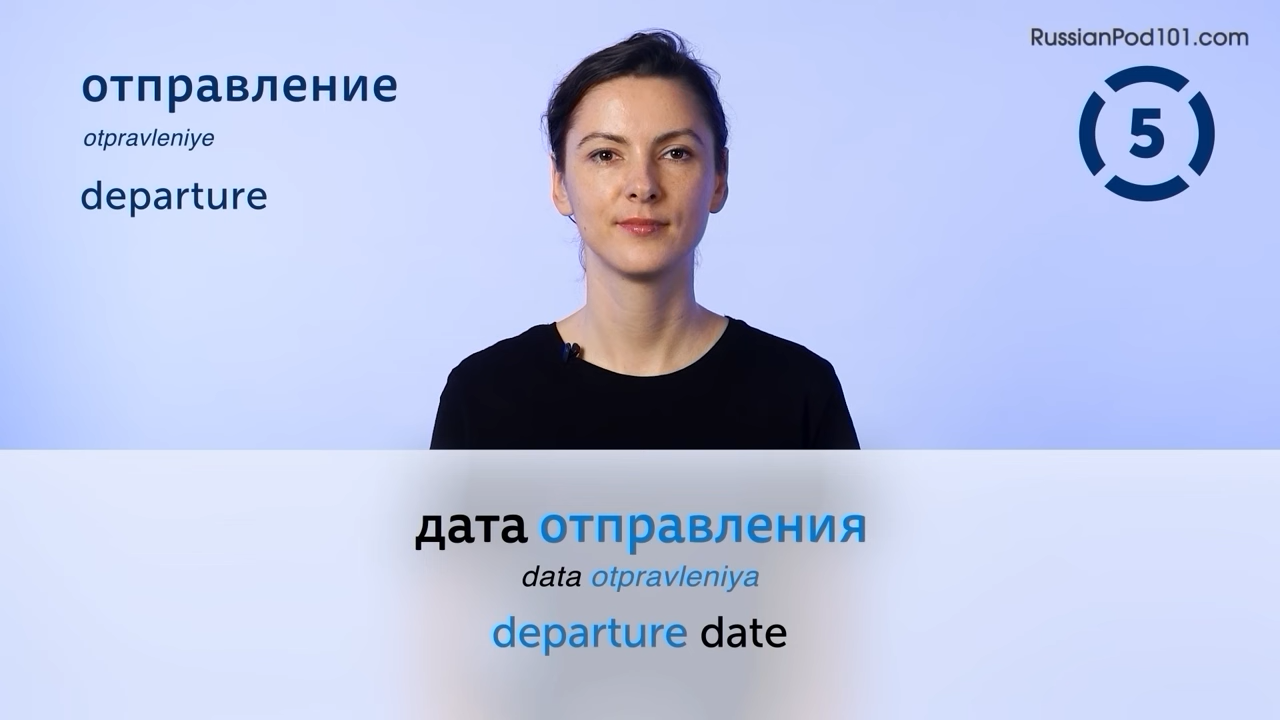 RussianPod101.com
отправление
otpravleniye
departure
5
дата отправления
data otpravleniya
departure date